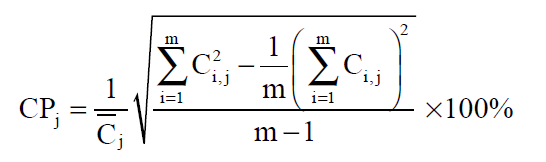 $CP_j = \frac{1}{\overline{C}_j} \sqrt{\frac{\sum_{i=1}^{m} C_{i,j}^2 - \frac{1}{m} \left( \sum_{i=1}^{m} C_{i,j} \right)^2}{m-1}} \times 100\%$